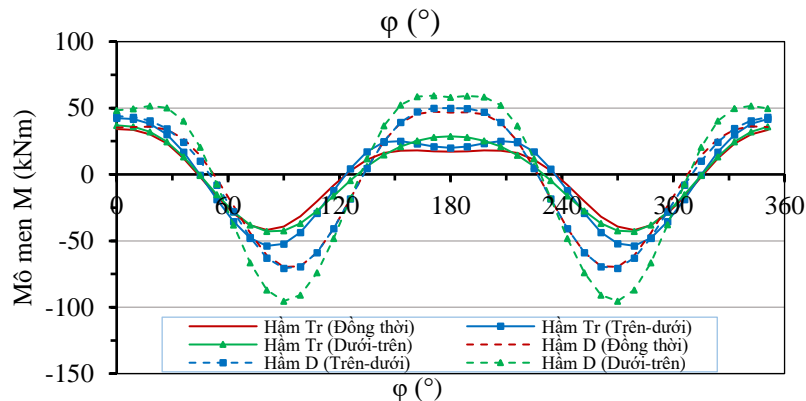 φ (°)
100
50
0
-50
-100
-150
Mô men M (kNm)
0 60 120 180 240 300 360
Hầm Tr (Đồng thời) Hầm Tr (Trên-dưới)
Hầm Tr (Dưới-trên) Hầm D (Đồng thời)
Hầm D (Trên-dưới) Hầm D (Dưới-trên)
φ (°)